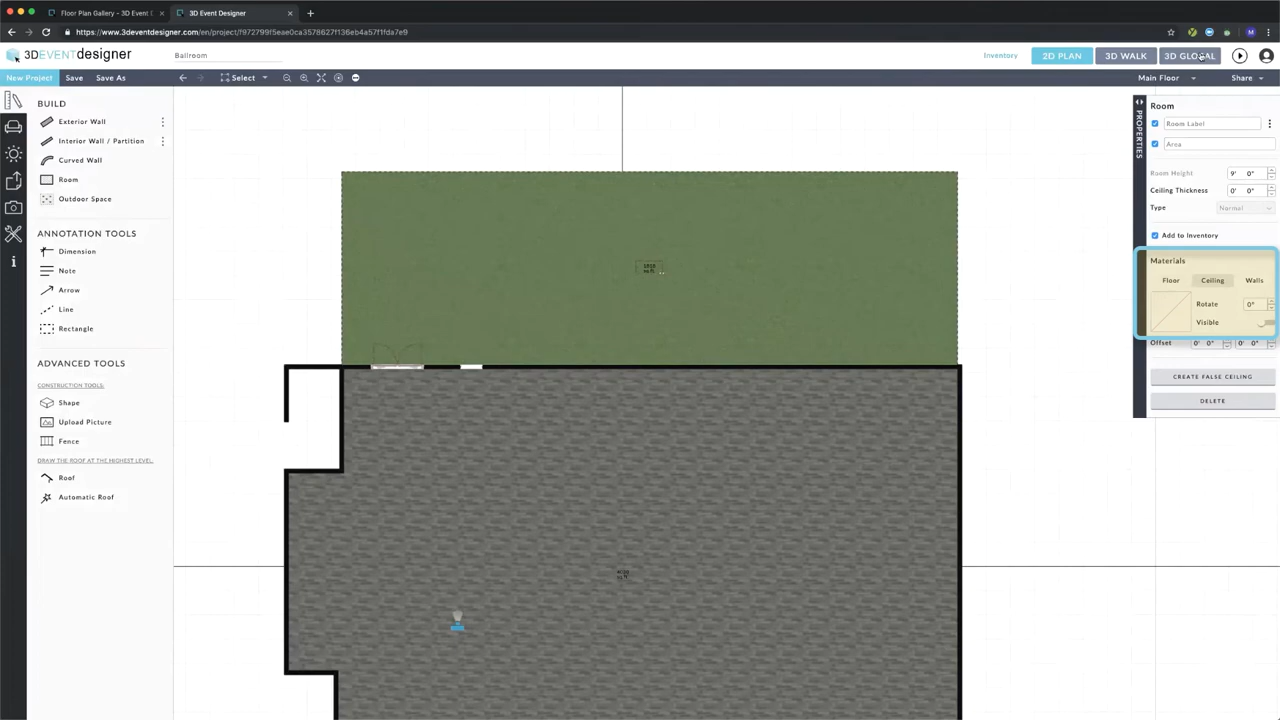 Floor Plan Gallery - 3D Event D
3D Event Designer
https://www.3deventdesigner.com/en/project/f972799f5eae0ca3578627f136eb4a57f1fda7e9
3DEVENTdesigner
Ballroom
Inventory
2D PLAN
3D WALK
3D GLOBAL
New Project
Save
Save As
Select
Main Floor
Share
BUILD
Exterior Wall
Interior Wall / Partition
Curved Wall
Room
Outdoor Space
ANNOTATION TOOLS
Dimension
Note
Arrow
Line
Rectangle
ADVANCED TOOLS
CONSTRUCTION TOOLS:
Shape
Upload Picture
Fence
DRAW THE ROOF AT THE HIGHEST LEVEL:
Roof
Automatic Roof
sq ft
sq ft
PROPERTIES
Room
Room Label
Area
Room Height 9' 0"
Ceiling Thickness 0' 0"
Type Normal
Add to Inventory
Materials
Floor Ceiling Walls
Rotate 0°
Visible
Offset 0' 0" 0' 0"
CREATE FALSE CEILING
DELETE